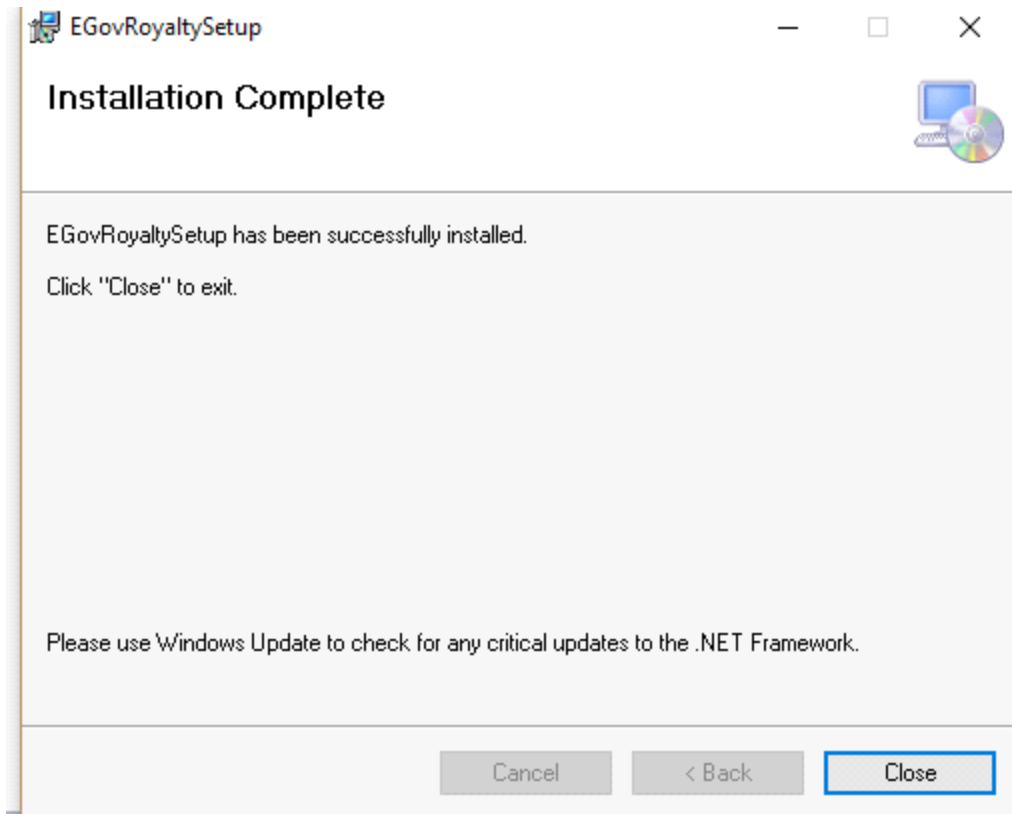 EGovRoyaltySetup
Installation Complete
EGovRoyaltySetup has been successfully installed.
Click "Close" to exit.
Please use Windows Update to check for any critical updates to the .NET Framework.
Cancel
< Back
Close